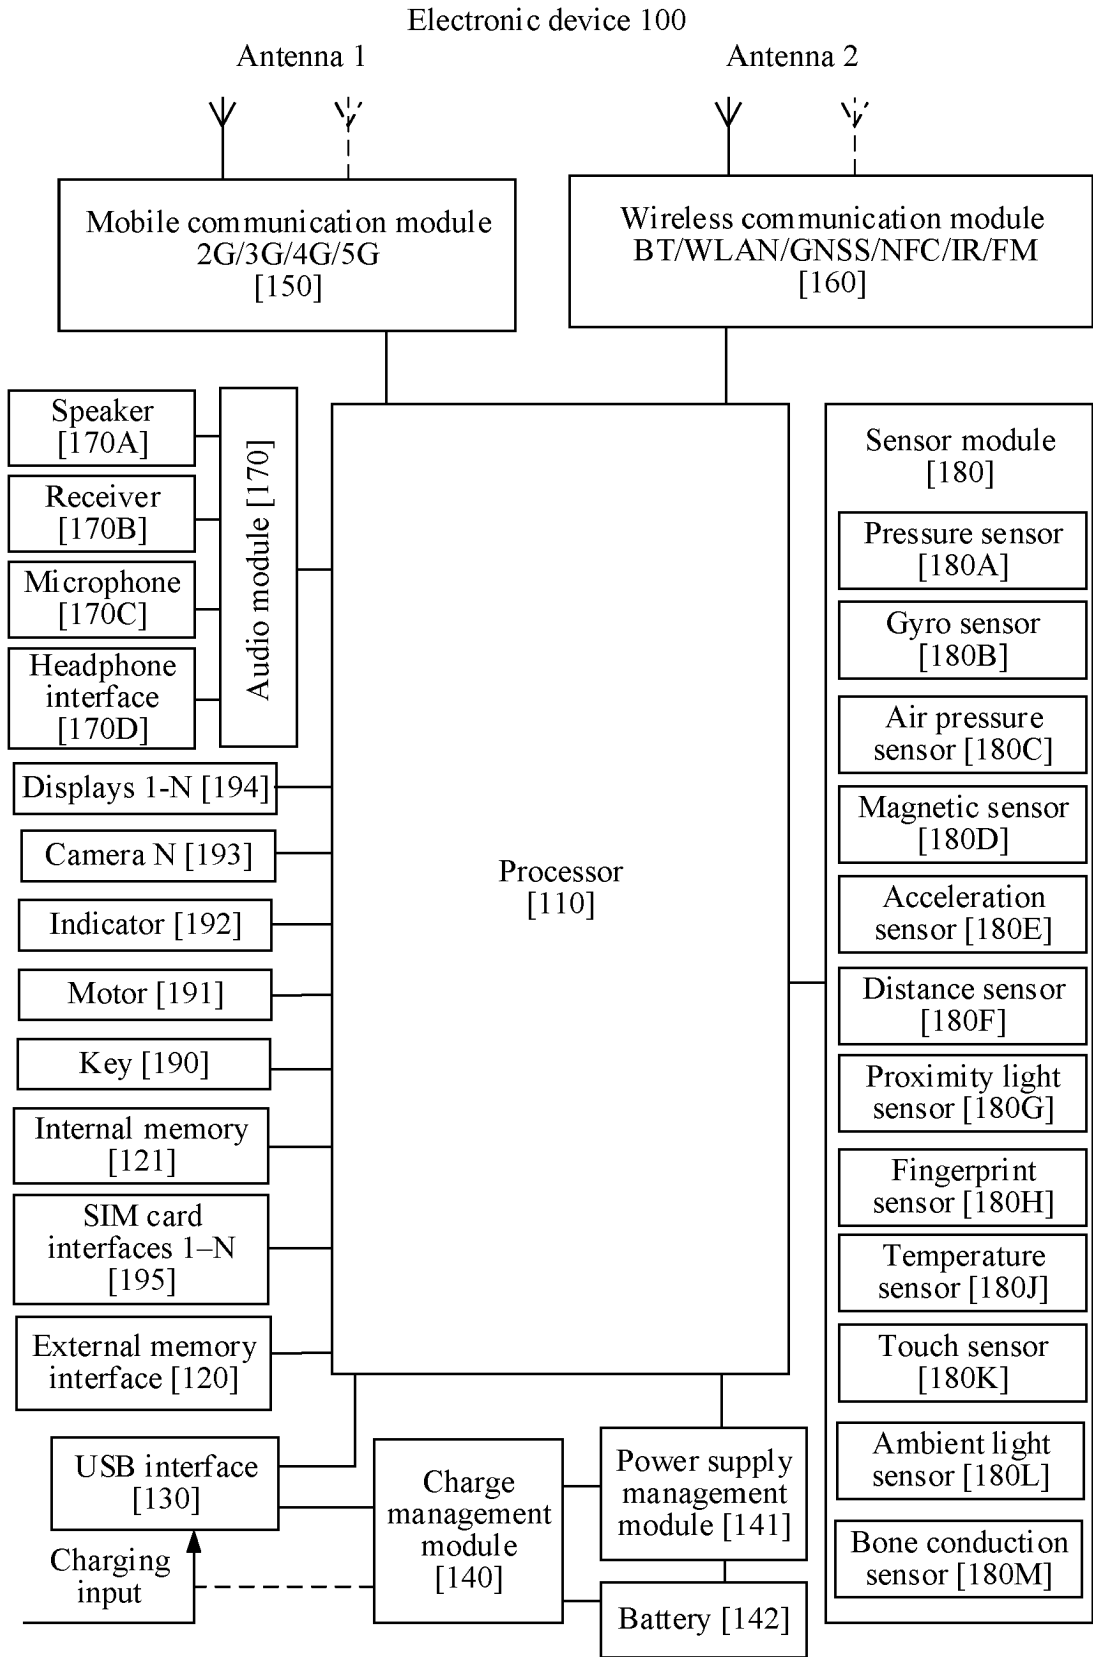 Electronic device 100
Antenna 1
Antenna 2
Mobile communication module
2G/3G/4G/5G
[150]
Wireless communication module
BT/WLAN/GNSS/NFC/IR/FM
[160]
Speaker
[170A]
Receiver
[170B]
Microphone
[170C]
Headphone
interface
[170D]
Audio module [170]
Displays 1-N [194]
Camera N [193]
Indicator [192]
Motor [191]
Key [190]
Internal memory
[121]
SIM card
interfaces 1–N
[195]
External memory
interface [120]
Processor
[110]
Sensor module
[180]
Pressure sensor
[180A]
Gyro sensor
[180B]
Air pressure
sensor [180C]
Magnetic sensor
[180D]
Acceleration
sensor [180E]
Distance sensor
[180F]
Proximity light
sensor [180G]
Fingerprint
sensor [180H]
Temperature
sensor [180J]
Touch sensor
[180K]
Ambient light
sensor [180L]
Bone conduction
sensor [180M]
USB interface
[130]
Charging
input
Charge
management
module
[140]
Power supply
management
module [141]
Battery [142]